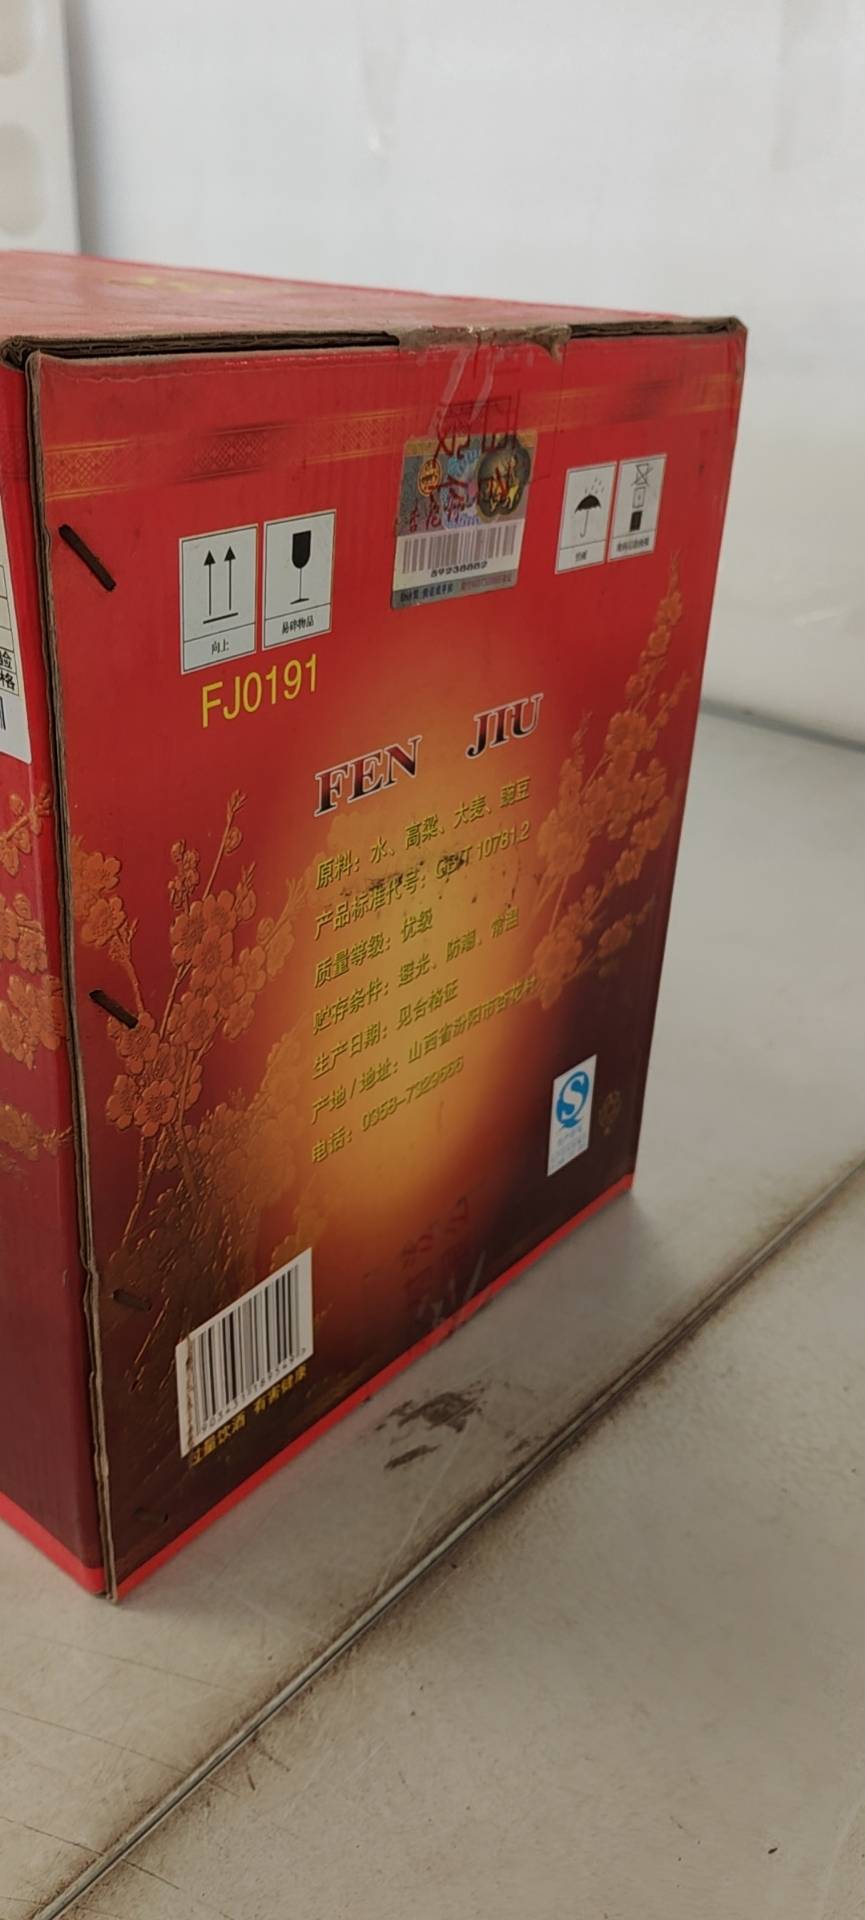 向上
易碎物品
89238882
FJ0191
FEN JIU
原料：水、高粱、大麦、豌豆
产品标准代号：GB/T 10781.2
质量等级：优级
贮存条件：避光、防潮、常温
生产日期：见合格证
产地/地址：山西省汾阳市杏花村
电话：0358-7329666
过量饮酒 有害健康